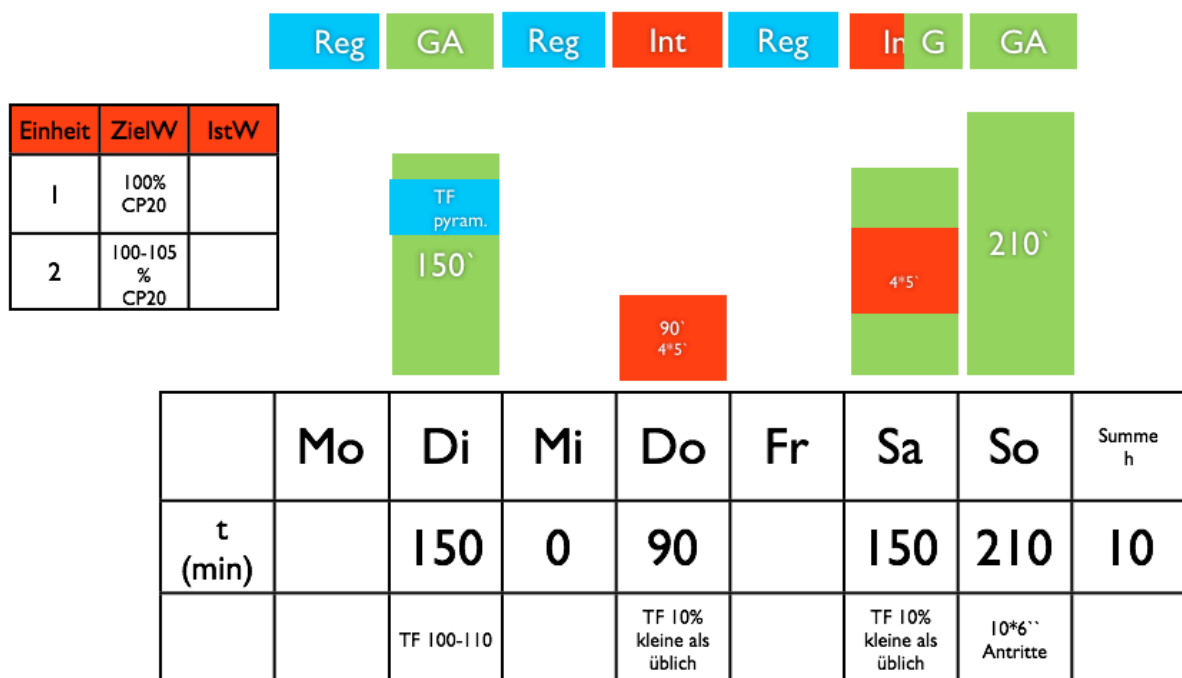 Reg GA Reg Int Reg In G GA
Einheit ZielW IstW
1 100%
CP20
2 100-105
%
CP20
TF
pyram.
150`
90`
4*5`
4*5`
210`
Mo Di Mi Do Fr Sa So Summe
h
t
(min) 150 0 90 150 210 10
TF 100-110
TF 10%
kleine als
üblich
TF 10%
kleine als
üblich
10*6``
Antritte